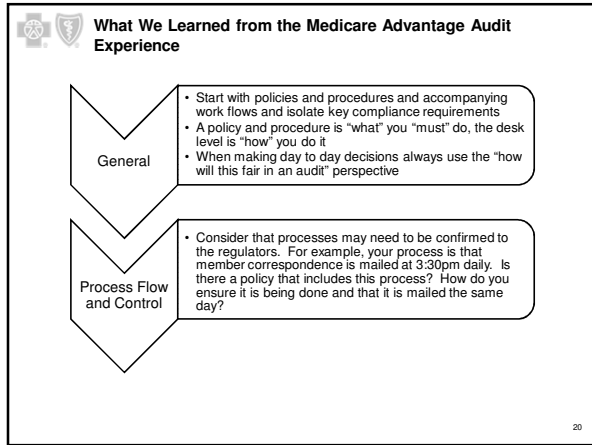 What We Learned from the Medicare Advantage Audit
Experience
General
• Start with policies and procedures and accompanying
work flows and isolate key compliance requirements
• A policy and procedure is “what” you “must” do, the desk
level is “how” you do it
• When making day to day decisions always use the “how
will this fair in an audit” perspective
Process Flow
and Control
• Consider that processes may need to be confirmed to
the regulators. For example, your process is that
member correspondence is mailed at 3:30pm daily. Is
there a policy that includes this process? How do you
ensure it is being done and that it is mailed the same
day?
20